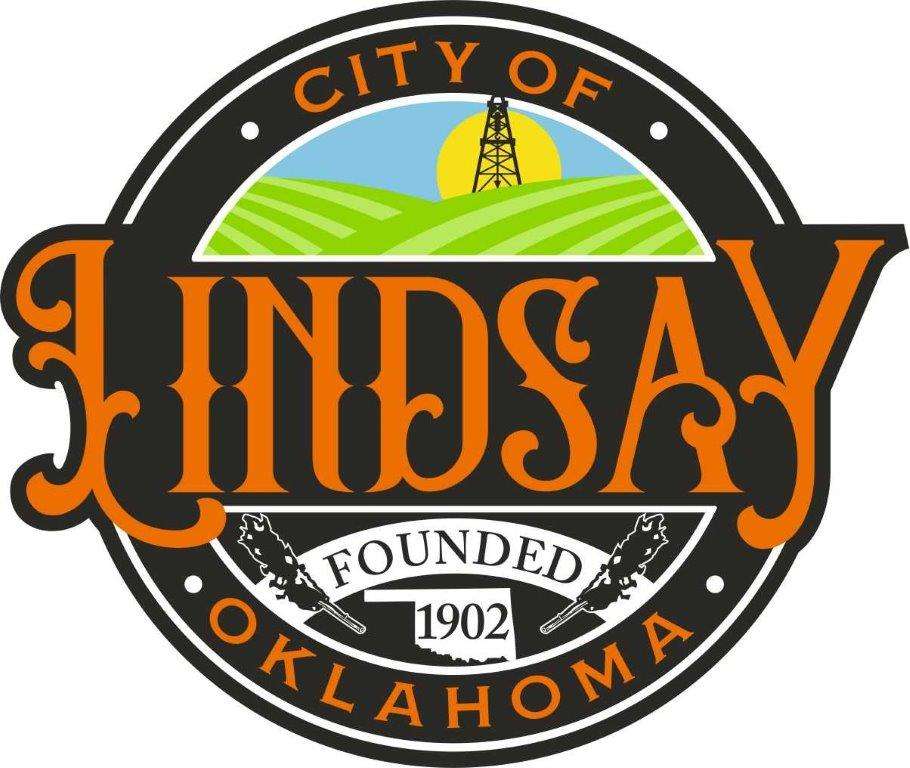 CITY OF
LINDSAY
FOUNDED
1902
OKLAHOMA